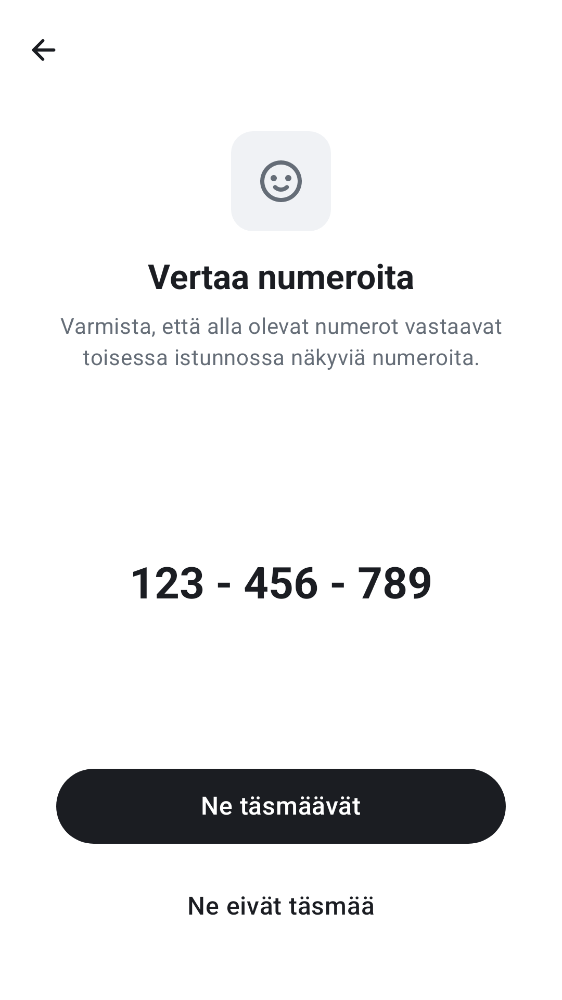 Vertaa numeroita
Varmista, että alla olevat numerot vastaavat
toisessa istunnossa näkyviä numeroita.
123 - 456 - 789
Ne täsmäävät
Ne eivät täsmää